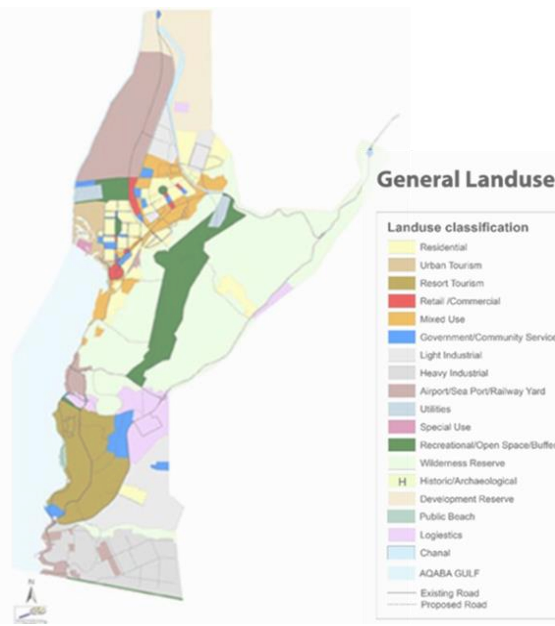 General Landuse
Landuse classification
Residential
Urban Tourism
Resort Tourism
Retail /Commercial
Mixed Use
Government/Community Service
Light Industrial
Heavy Industrial
Airport/Sea Port/Railway Yard
Utilities
Special Use
Recreational/Open Space/Buffe
Wilderness Reserve
H Historic/Archaeological
Development Reserve
Public Beach
Logiestics
Chanal
AQABA GULF
Existing Road
Proposed Road
N